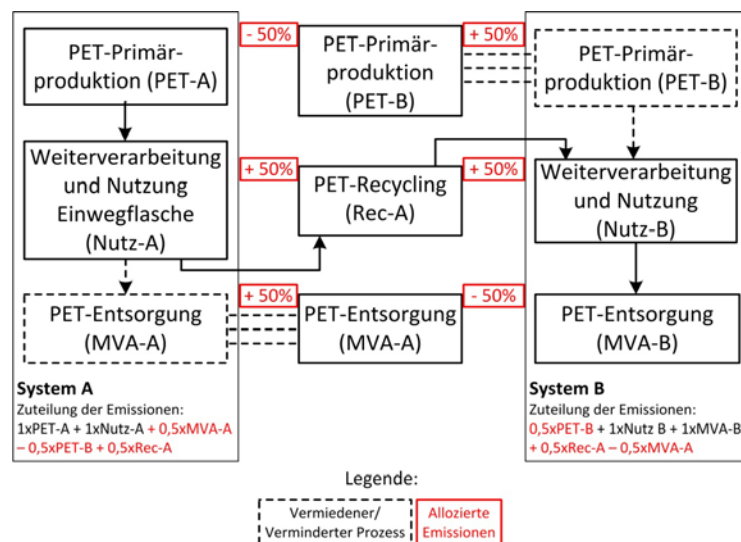 PET-Primär-
produktion (PET-A)
- 50%
PET-Primär-
produktion
(PET-B)
+ 50%
PET-Primär-
produktion (PET-B)
Weiterverarbeitung
und Nutzung
Einwegflasche
(Nutz-A)
+ 50%
PET-Recycling
(Rec-A)
+ 50%
Weiterverarbeitung
und Nutzung
(Nutz-B)
PET-Entsorgung
(MVA-A)
+ 50%
PET-Entsorgung
(MVA-A)
- 50%
PET-Entsorgung
(MVA-B)
System A
Zuteilung der Emissionen:
1xPET-A + 1xNutz-A + 0,5xMVA-A
– 0,5xPET-B + 0,5xRec-A
System B
Zuteilung der Emissionen:
0,5xPET-B + 1xNutz B + 1xMVA-B
+ 0,5xRec-A – 0,5xMVA-A
Legende:
Vermiedener/
Verminderter Prozess
Allozierte
Emissionen